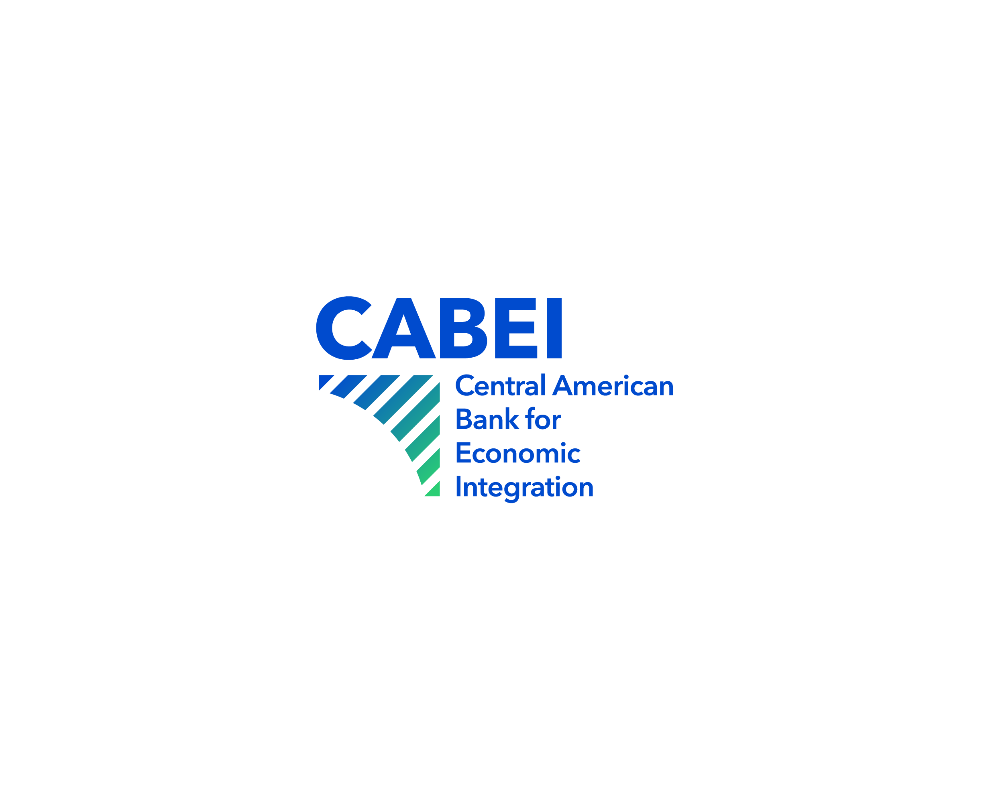 CABEI
Central American
Bank for
Economic
Integration